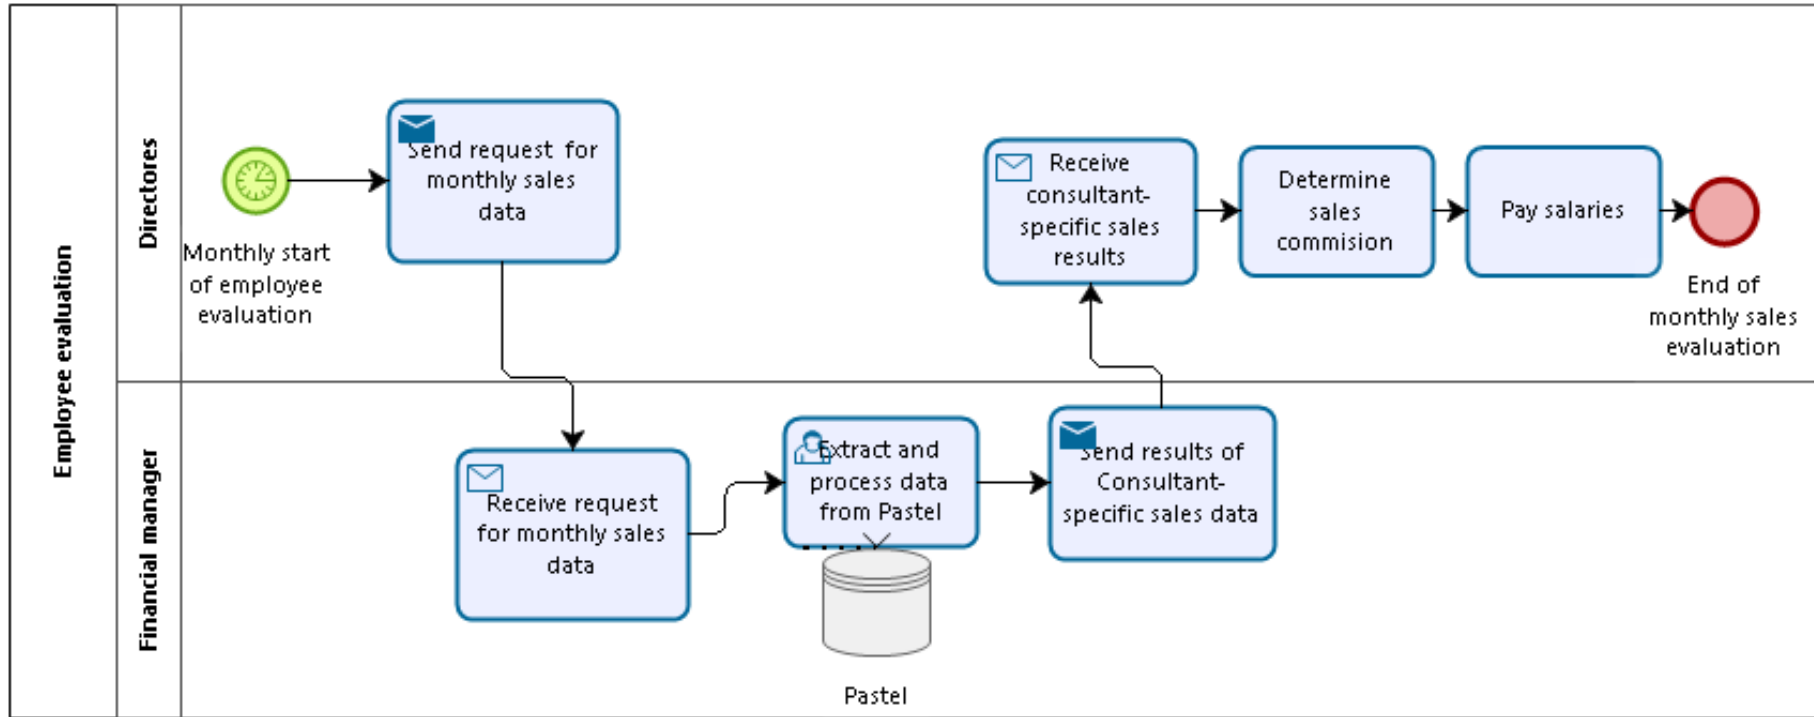 Employee evaluation
Directores
Monthly start
of employee
evaluation
Send request for
monthly sales
data
Receive
consultant-
specific sales
results
Determine
sales
commision
Pay salaries
End of
monthly sales
evaluation
Financial manager
Receive request
for monthly sales
data
Extract and
process data
from Pastel
Pastel
Send results of
Consultant-
specific sales data